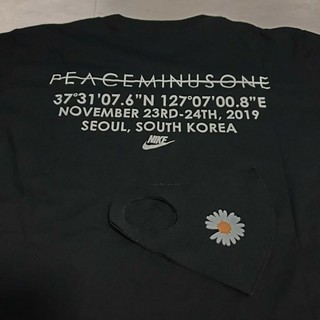 PEACEMINUSONE
37°31'07.6"N 127°07'00.8"E
NOVEMBER 23RD-24TH, 2019
SEOUL, SOUTH KOREA
NIKE